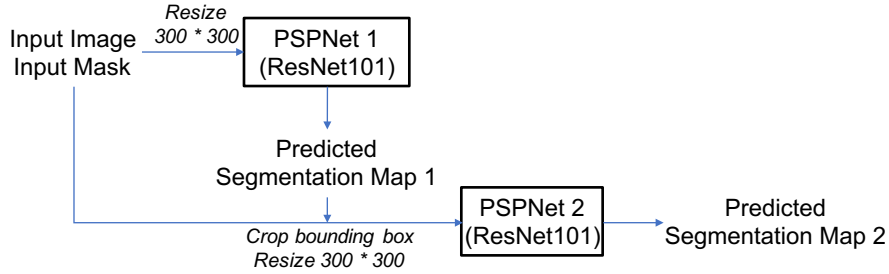 Resize
300 * 300
Input Image
Input Mask
PSPNet 1
(ResNet101)
Predicted
Segmentation Map 1
Crop bounding box
Resize 300 * 300
PSPNet 2
(ResNet101)
Predicted
Segmentation Map 2